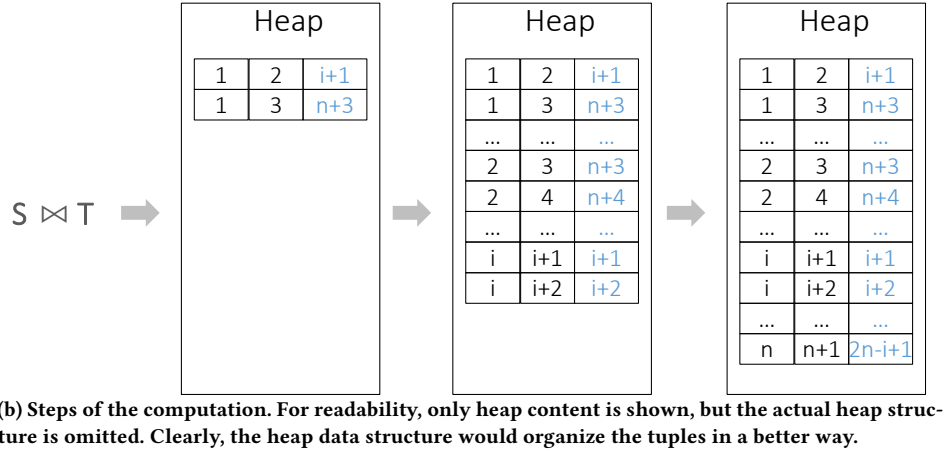 Heap
Heap
Heap
1 2 i+1
1 3 n+3
1 2 i+1
1 3 n+3
... ... ...
2 3 n+3
2 4 n+4
... ... ...
i i+1 i+1
i i+2 i+2
1 2 i+1
1 3 n+3
... ... ...
2 3 n+3
2 4 n+4
... ... ...
i i+1 i+1
i i+2 i+2
... ... ...
n n+1 2n-i+1
S ⋈ T
(b) Steps of the computation. For readability, only heap content is shown, but the actual heap struc-
ture is omitted. Clearly, the heap data structure would organize the tuples in a better way.